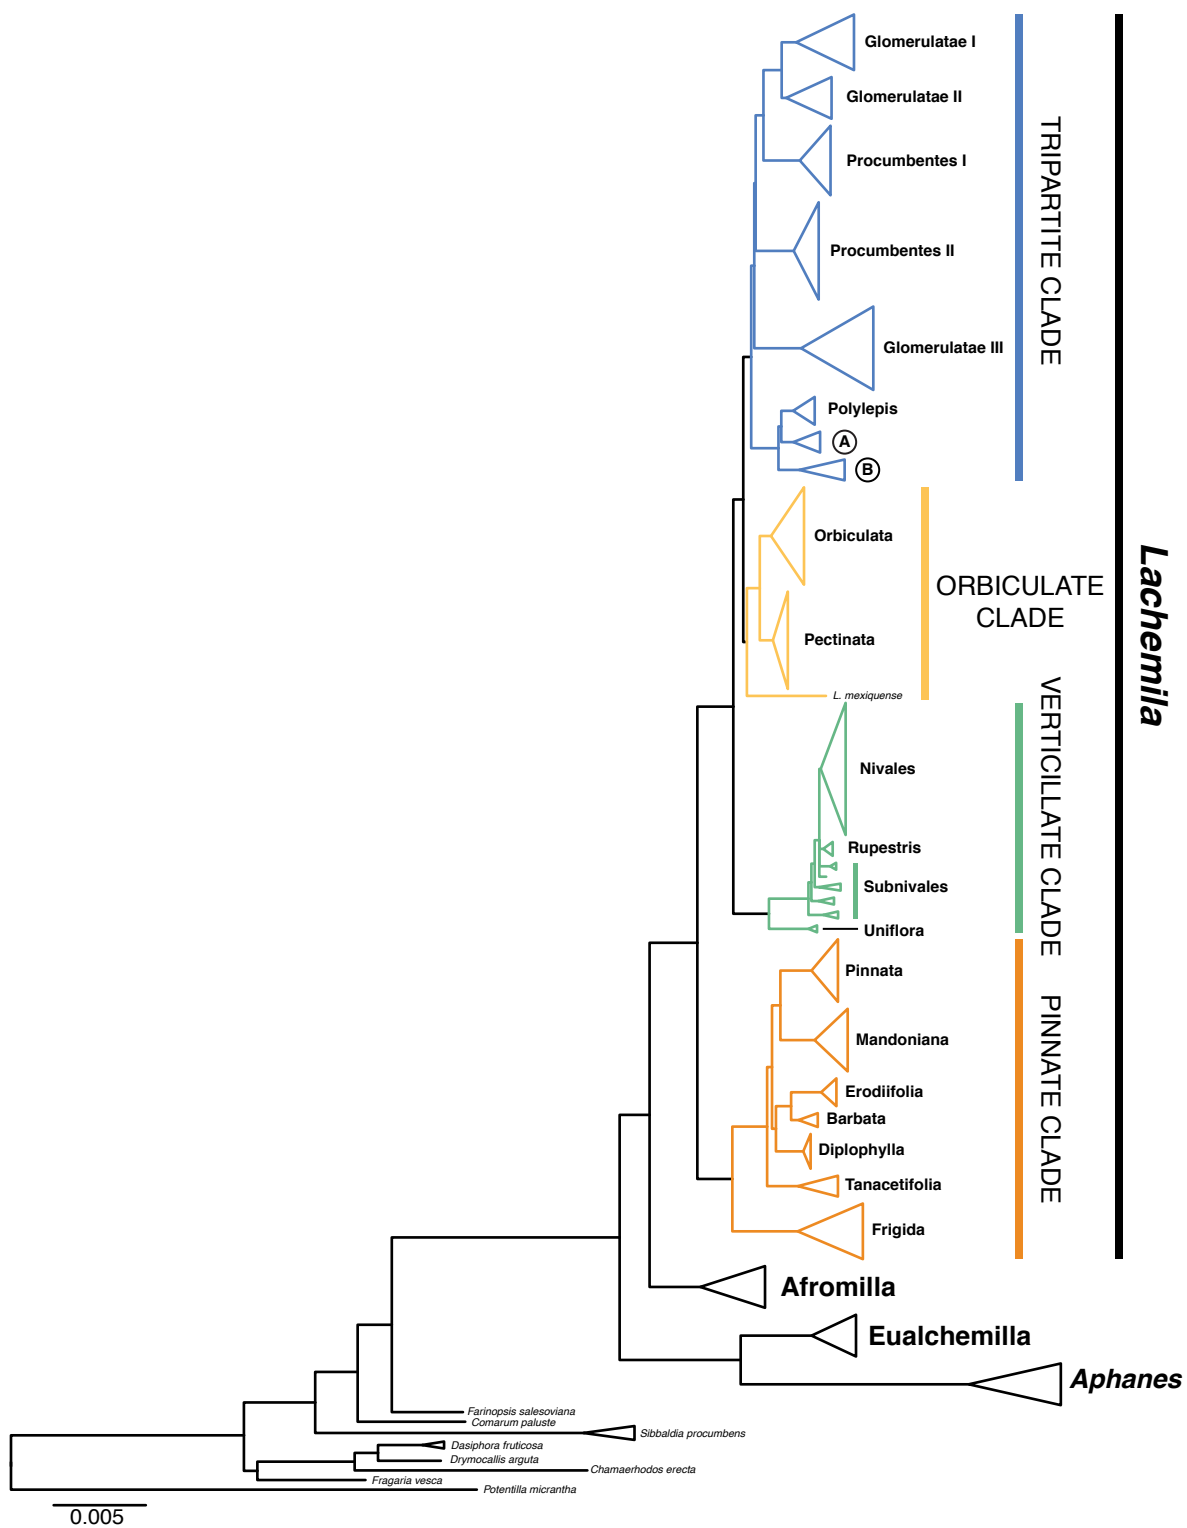 Glomerulatae I
Glomerulatae II
Procumbentes I
Procumbentes II
Glomerulatae III
Polylepis
A
B
TRIPARTITE CLADE
Orbiculata
Pectinata
L. mexiquense
ORBICULATE
CLADE
Lachemila
Nivales
Rupestris
Subnivales
Uniflora
VERTICILLATE CLADE
Pinnata
Mandoniana
Erodiifolia
Barbata
Diplophylla
Tanacetifolia
Frigida
PINNATE CLADE
Afromilla
Eualchemilla
Aphanes
Farinopsis salesoviana
Comarum paluste
Sibbaldia procumbens
Dasiphora fruticosa
Drymocallis arguta
Chamaerhodos erecta
Fragaria vesca
Potentilla micrantha
0.005